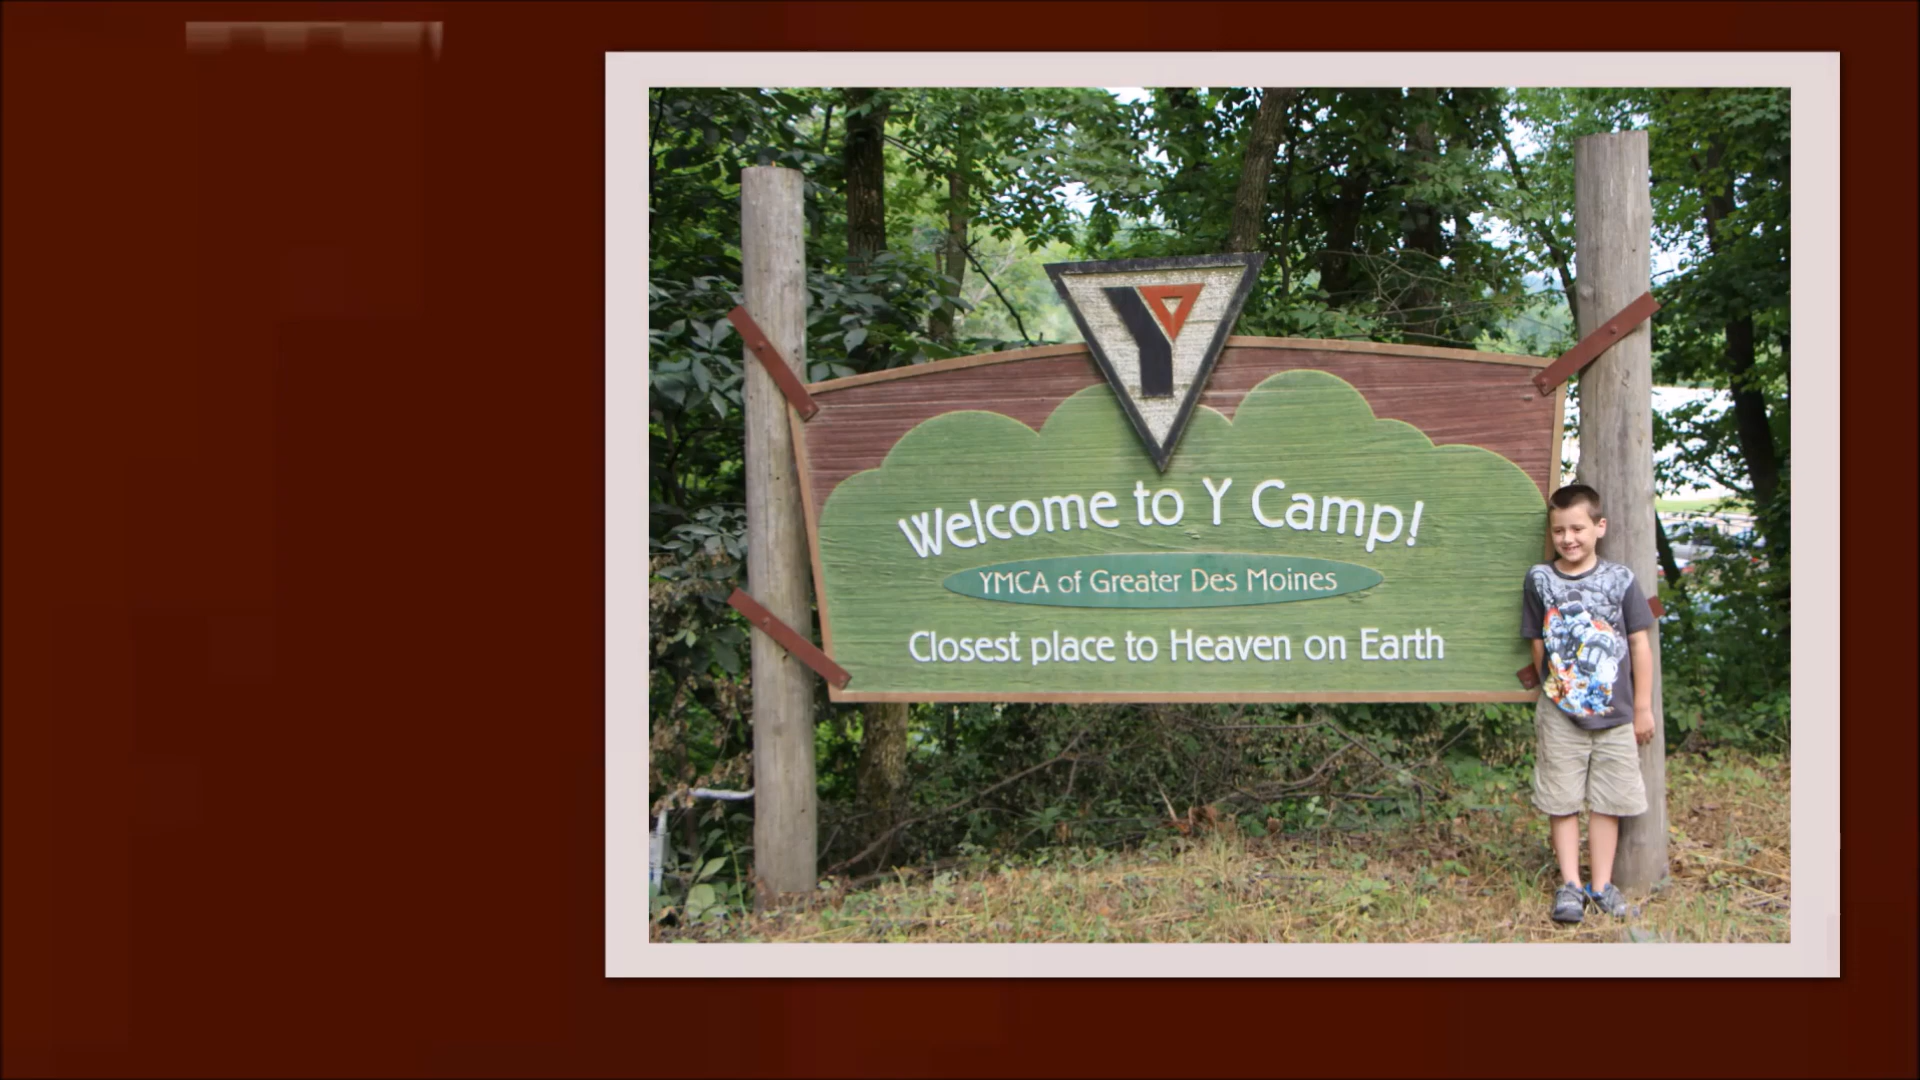 Y
Welcome to Y Camp!
YMCA of Greater Des Moines
Closest place to Heaven on Earth